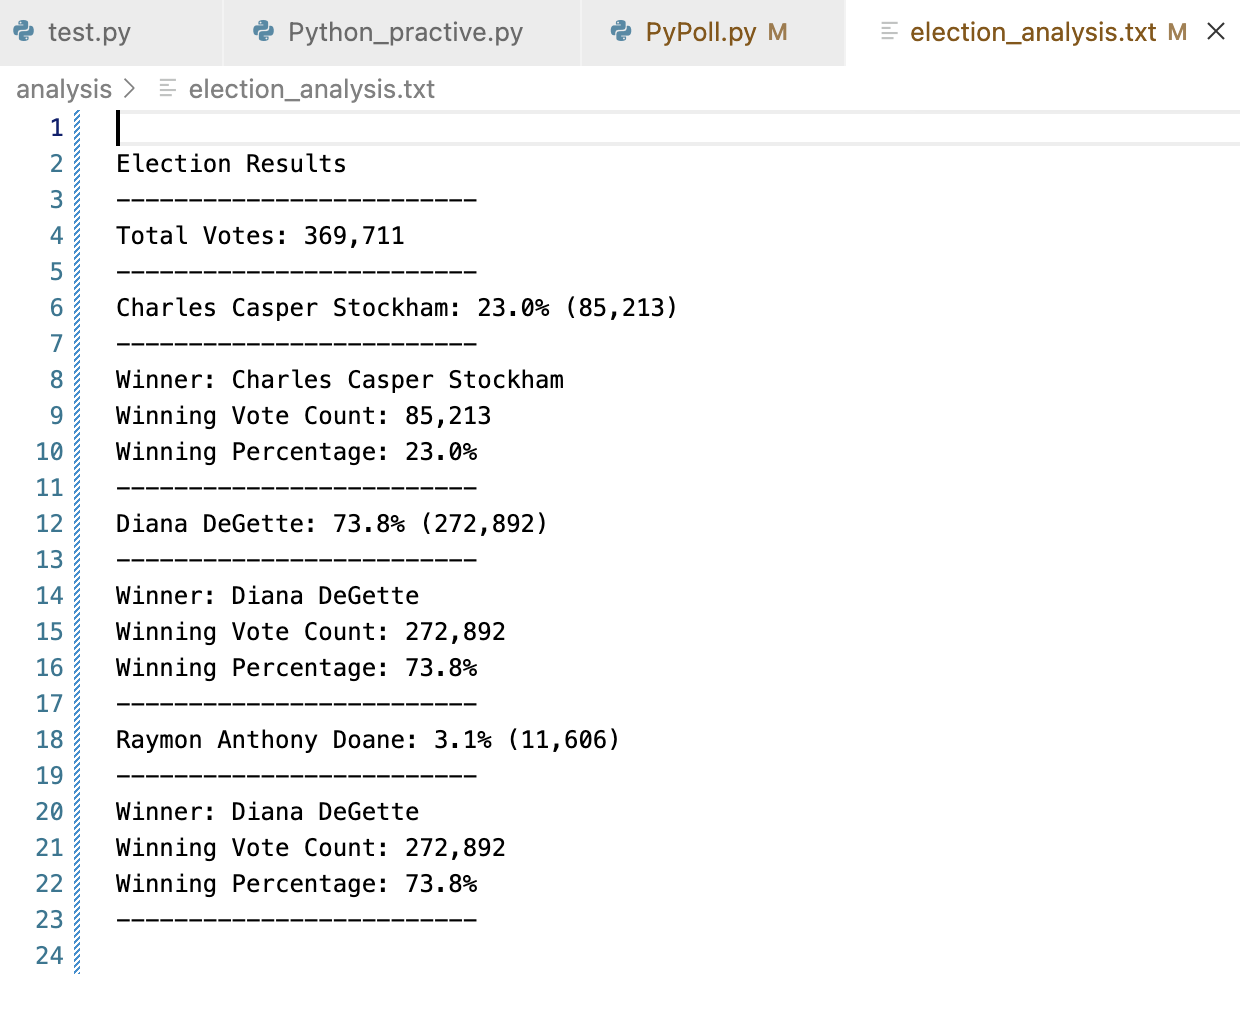 test.py Python_practive.py PyPoll.py M election_analysis.txt M
analysis > election_analysis.txt
1
2 Election Results
3 -------------------------
4 Total Votes: 369,711
5 -------------------------
6 Charles Casper Stockham: 23.0% (85,213)
7 -------------------------
8 Winner: Charles Casper Stockham
9 Winning Vote Count: 85,213
10 Winning Percentage: 23.0%
11 -------------------------
12 Diana DeGette: 73.8% (272,892)
13 -------------------------
14 Winner: Diana DeGette
15 Winning Vote Count: 272,892
16 Winning Percentage: 73.8%
17 -------------------------
18 Raymon Anthony Doane: 3.1% (11,606)
19 -------------------------
20 Winner: Diana DeGette
21 Winning Vote Count: 272,892
22 Winning Percentage: 73.8%
23 -------------------------
24